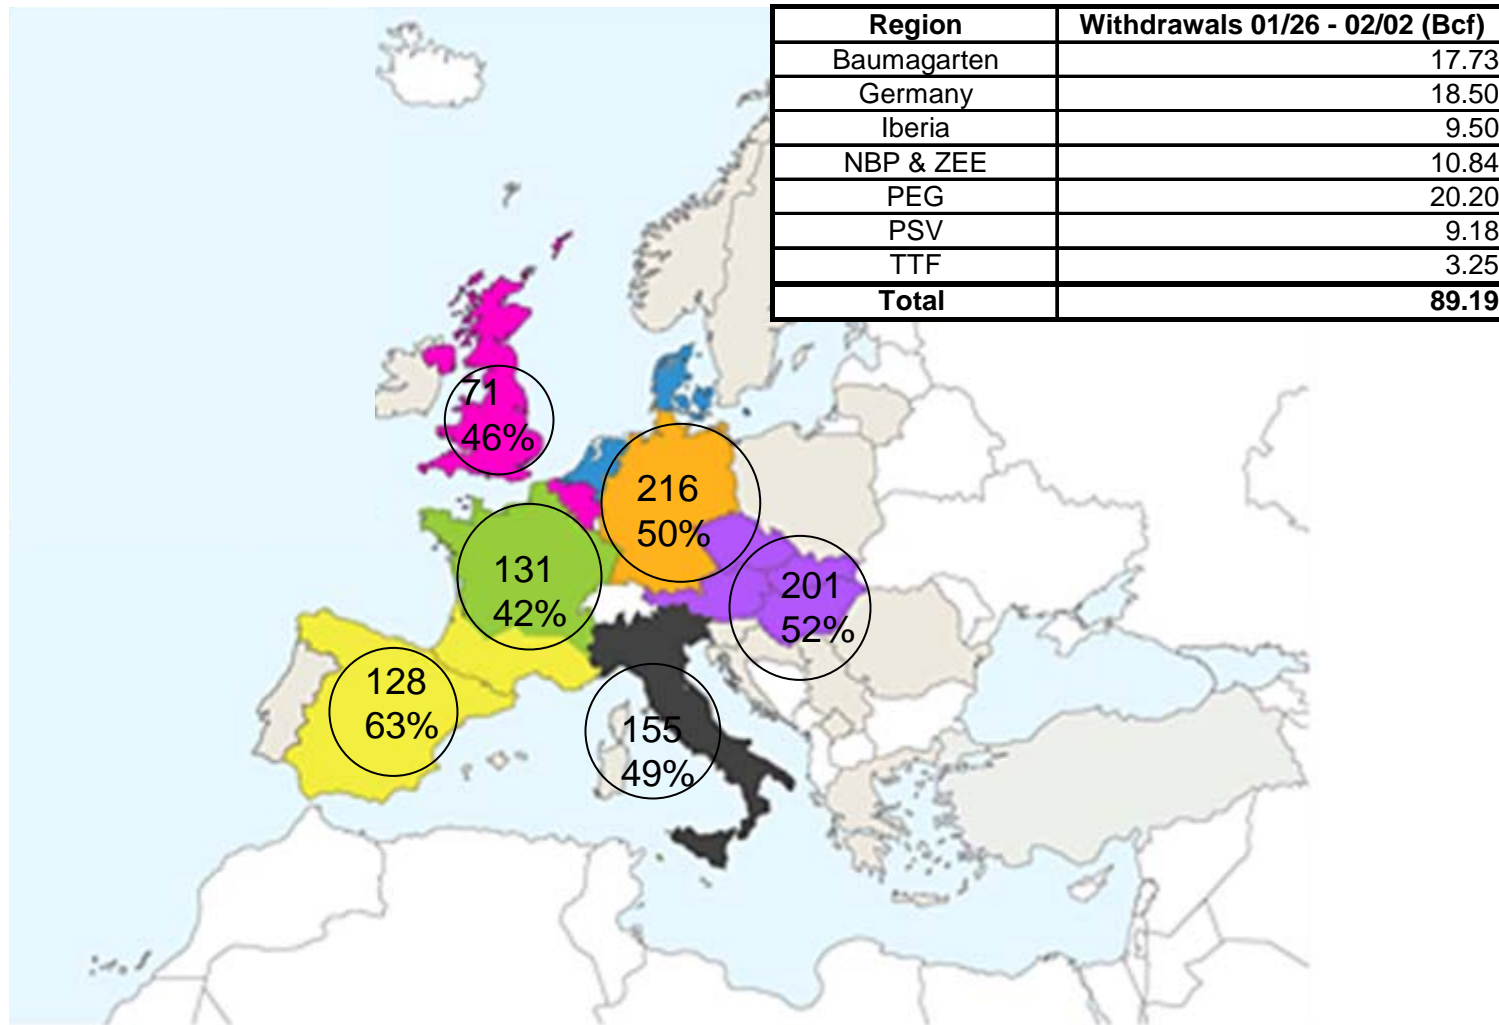 Region Withdrawals 01/26 - 02/02 (Bcf)
Baumagarten 17.73
Germany 18.50
Iberia 9.50
NBP & ZEE 10.84
PEG 20.20
PSV 9.18
TTF 3.25
Total 89.19
71
46%
216
50%
131
42%
201
52%
128
63%
155
49%